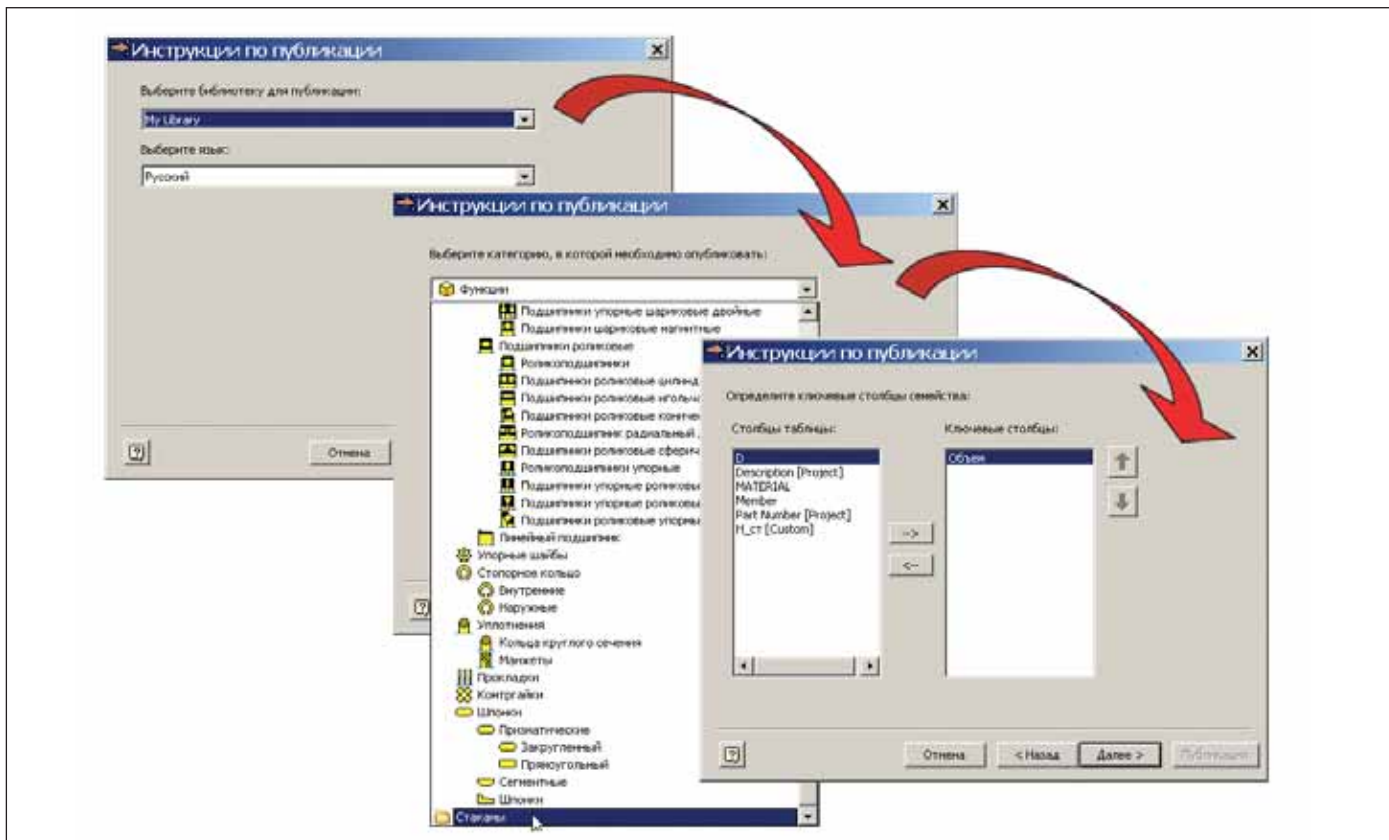 Инструкции по публикации
Выберите библиотеку для публикации:
My Library
Выберите язык:
Русский
Отмена
Инструкции по публикации
Выберите категорию, в которой необходимо опубликовать:
Функции
Подшипники упорные шариковые двойные
Подшипники шариковые магнитные
Подшипники роликовые
Роликоподшипники
Подшипники роликовые цилинд
Подшипники роликовые игольча
Подшипники роликовые коничес
Роликоподшипник радиальный
Подшипники роликовые сферич
Роликоподшипники упорные
Подшипники упорные роликовы
Подшипники упорные роликовы
Подшипники роликовые упорны
Линейный подшипник
Упорные шайбы
Стопорное кольцо
Внутренние
Наружные
Уплотнения
Кольца круглого сечения
Манжеты
Прокладки
Контргайки
Шпонки
Призматические
Закругленный
Прямоугольный
Сегментные
Шпонки
Стаканы
Инструкции по публикации
Определите ключевые столбцы семейства:
Столбцы таблицы:
Ключевые столбцы:
D
Description [Project]
MATERIAL
Member
Part Number [Project]
H_ст [Custom]
Объем
-->
<--
Отмена
< Назад
Далее >
Публикация